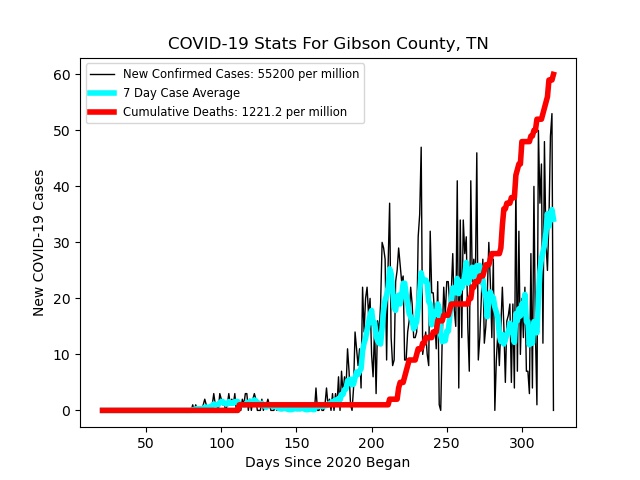 COVID-19 Stats For Gibson County, TN
New Confirmed Cases: 55200 per million
7 Day Case Average
Cumulative Deaths: 1221.2 per million
New COVID-19 Cases
60
50
40
30
20
10
0
50 100 150 200 250 300
Days Since 2020 Began